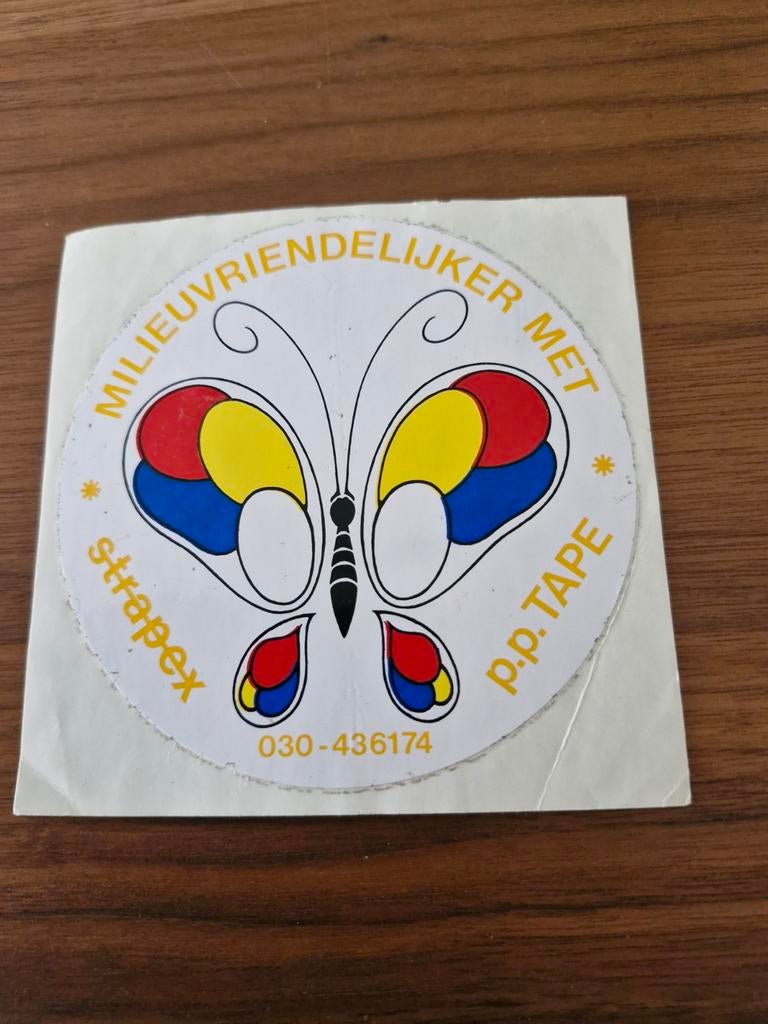 MILIEUVRIENDELIJKER MET
* strapex
p.p. TAPE *
030-436174